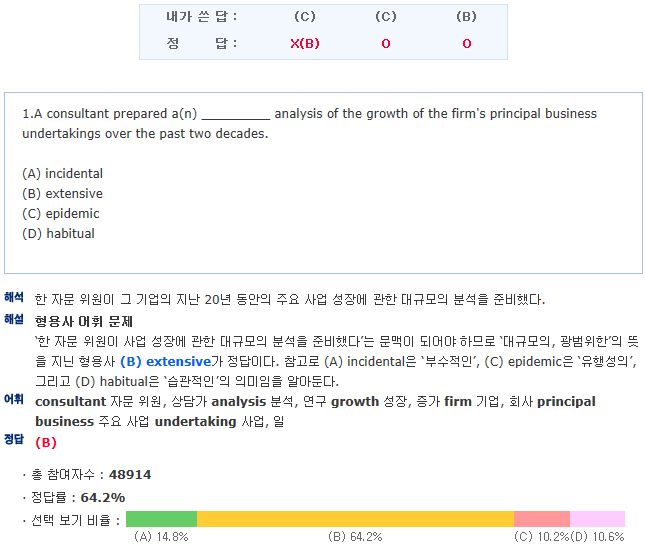 내가 쓴 답 : (C) (C) (B)
정 답 : X(B) O O
1.A consultant prepared a(n) __________ analysis of the growth of the firm's principal business
undertakings over the past two decades.
(A) incidental
(B) extensive
(C) epidemic
(D) habitual
해석 한 자문 위원이 그 기업의 지난 20년 동안의 주요 사업 성장에 관한 대규모의 분석을 준비했다.
해설 형용사 어휘 문제
‘한 자문 위원이 사업 성장에 관한 대규모의 분석을 준비했다’는 문맥이 되어야 하므로 ‘대규모의, 광범위한’의 뜻
을 지닌 형용사 (B) extensive가 정답이다. 참고로 (A) incidental은 ‘부수적인’, (C) epidemic은 ‘유행성의’,
그리고 (D) habitual은 ‘습관적인’의 의미임을 알아둔다.
어휘 consultant 자문 위원, 상담가 analysis 분석, 연구 growth 성장, 증가 firm 기업, 회사 principal
business 주요 사업 undertaking 사업, 일
정답 (B)
· 총 참여자수 : 48914
· 정답률 : 64.2%
· 선택 보기 비율 :
(A) 14.8% (B) 64.2% (C) 10.2% (D) 10.6%